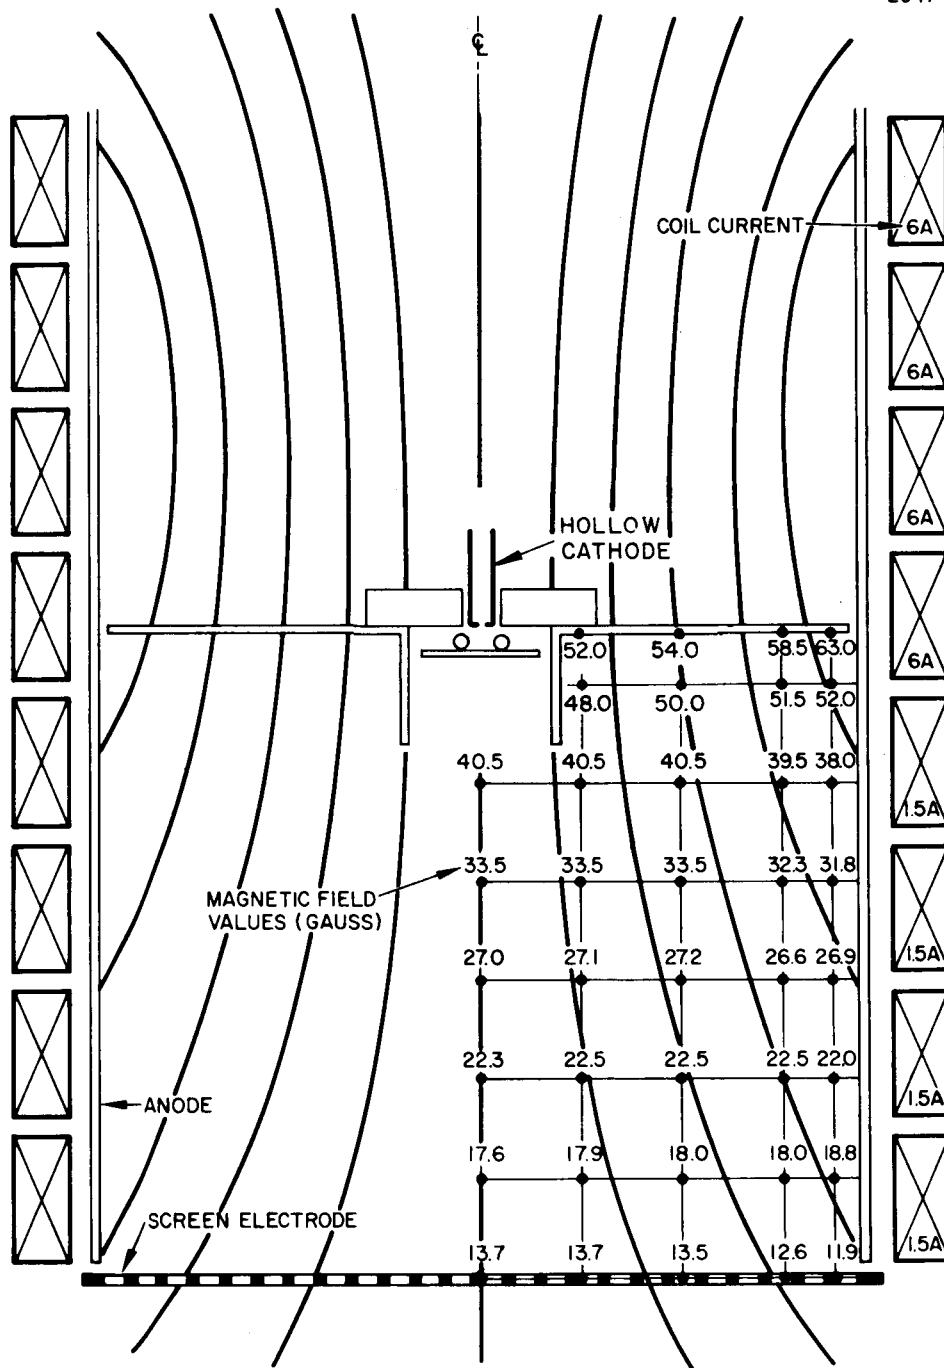 ℄
COIL CURRENT
6A
6A
HOLLOW
CATHODE
6A
6A
52.0 54.0 58.5 63.0
48.0 50.0 51.5 52.0
40.5 40.5 40.5 39.5 38.0
1.5A
33.5 33.5 33.5 32.3 31.8
MAGNETIC FIELD
VALUES (GAUSS)
27.0 27.1 27.2 26.6 26.9
1.5A
22.3 22.5 22.5 22.5 22.0
ANODE
1.5A
17.6 17.9 18.0 18.0 18.8
SCREEN ELECTRODE
13.7 13.7 13.5 12.6 11.9
1.5A